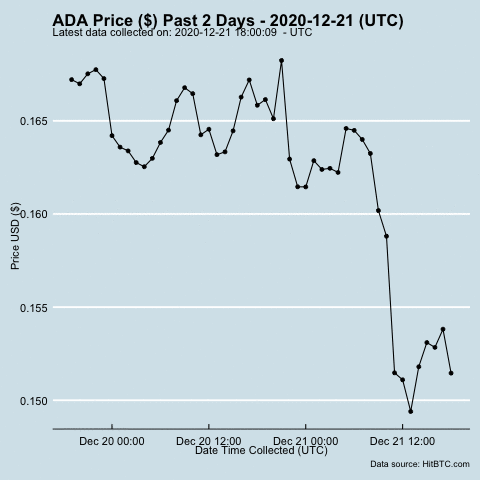 ADA Price ($) Past 2 Days - 2020-12-21 (UTC)
Latest data collected on: 2020-12-21 18:00:09 - UTC
Price USD ($)
0.165
0.160
0.155
0.150
Dec 20 00:00 Dec 20 12:00 Dec 21 00:00 Dec 21 12:00
Date Time Collected (UTC)
Data source: HitBTC.com